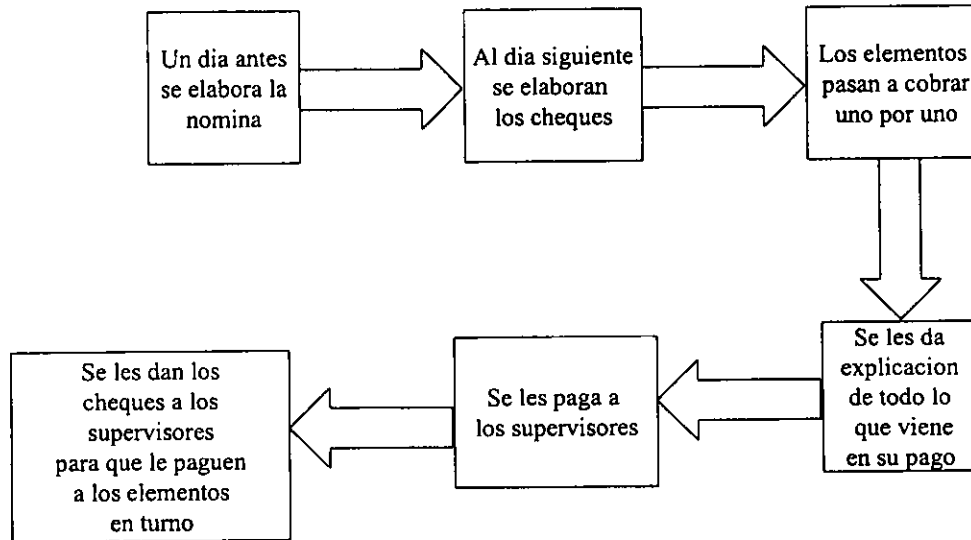 Un dia antes
se elabora la
nomina
Al dia siguiente
se elaboran
los cheques
Los elementos
pasan a cobrar
uno por uno
Se les da
explicacion
de todo lo
que viene
en su pago
Se les paga a
los supervisores
Se les dan los
cheques a los
supervisores
para que le paguen
a los elementos
en turno